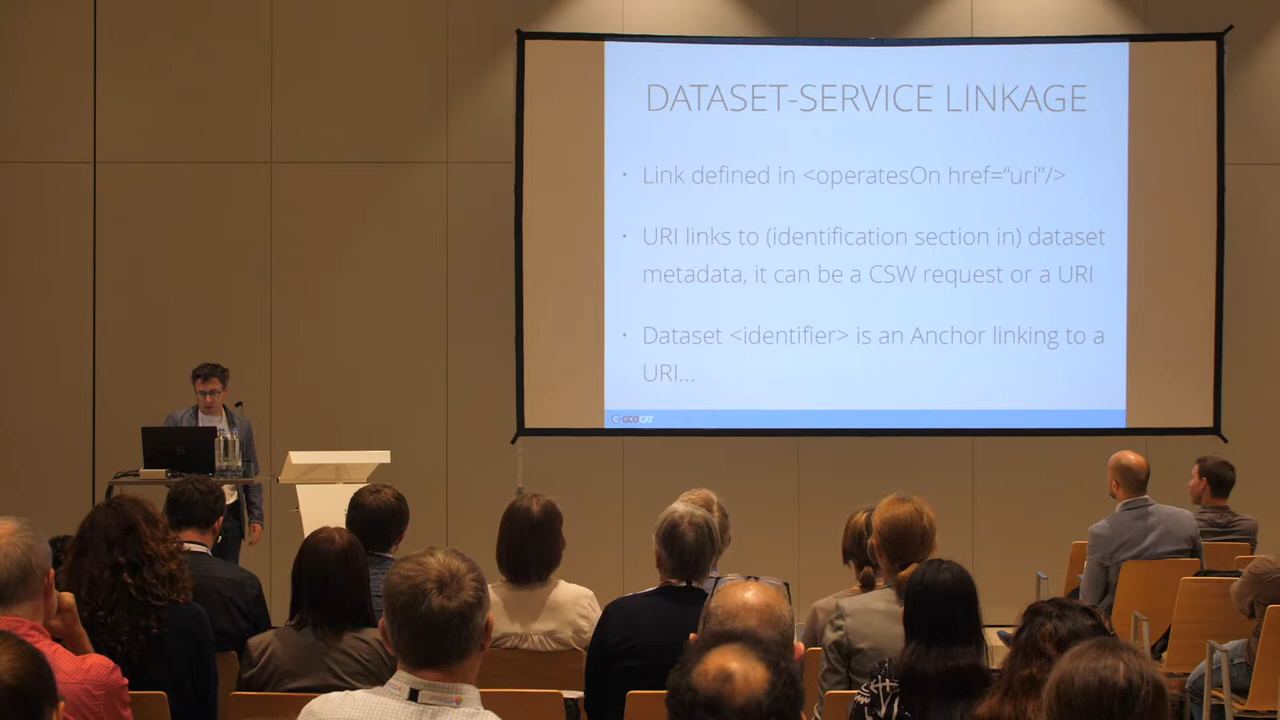 DATASET-SERVICE LINKAGE
· Link defined in <operatesOn href=“uri”/>
· URI links to (identification section in) dataset
metadata, it can be a CSW request or a URI
· Dataset <identifier> is an Anchor linking to a
URI...
GEOCAT